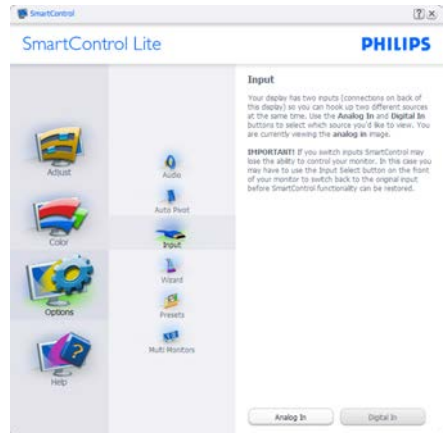 SmartControl
SmartControl Lite
PHILIPS
Adjust
Color
Options
Help
Audio
Auto Pivot
Input
Wizard
Presets
Multi Monitors
Input
Your display has two inputs (connections on back of
this display) so you can hook up two different sources
at the same time. Use the Analog In and Digital In
buttons to select which source you'd like to view. You
are currently viewing the analog in image.
IMPORTANT! If you switch inputs SmartControl may
lose the ability to control your monitor. In this case you
may have to use the Input Select button on the front
of your monitor to switch back to the original input
before SmartControl functionality can be restored.
Analog In
Digital In